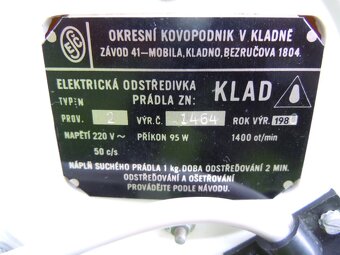 OKRESNÍ KOVOPODNIK V KLADNĚ
ZÁVOD 41-MOBILA, KLADNO, BEZRUČOVA 1804.
ELEKTRICKÁ ODSTŘEDIVKA
PRÁDLA ZN: KLAD
TYP: N
PROV. 2 VÝR.Č. 1464 ROK VÝR. 198
NAPĚTÍ 220 V ~ PŘÍKON 95 W 1400 ot/min
50 c/s
NÁPLŇ SUCHÉHO PRÁDLA 1 kg. DOBA ODSTŘEĎOVÁNÍ 2 MIN.
ODSTŘEĎOVÁNÍ A OŠETŘOVÁNÍ
PROVÁDĚJTE PODLE NÁVODU.